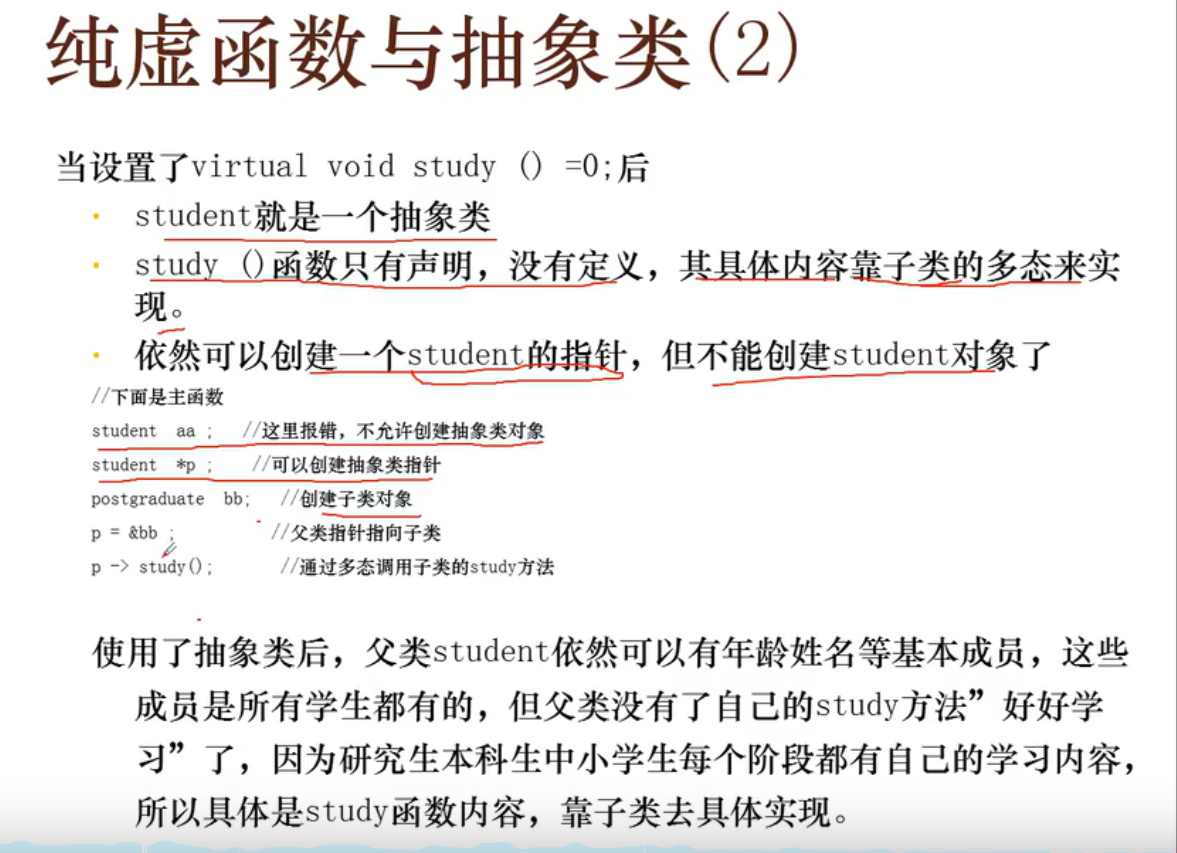 纯虚函数与抽象类(2)
当设置了virtual void study () =0;后
• student就是一个抽象类
• study ()函数只有声明，没有定义，其具体内容靠子类的多态来实
现。
• 依然可以创建一个student的指针，但不能创建student对象了
//下面是主函数
student aa ; //这里报错，不允许创建抽象类对象
student *p ; //可以创建抽象类指针
postgraduate bb; //创建子类对象
p = &bb ; //父类指针指向子类
p -> study(); //通过多态调用子类的study方法
使用了抽象类后，父类student依然可以有年龄姓名等基本成员，这些
成员是所有学生都有的，但父类没有了自己的study方法”好好学
习”了，因为研究生本科生中小学生每个阶段都有自己的学习内容，
所以具体是study函数内容，靠子类去具体实现。